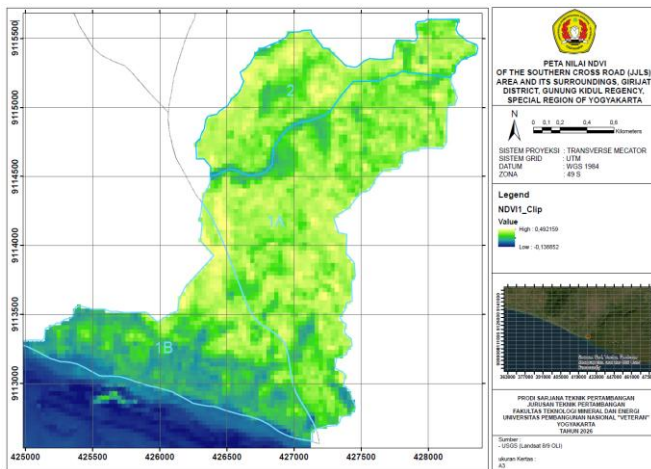 9115500
9115000
9114500
9114000
9113500
9113000
425000
425500
426000
426500
427000
427500
428000
2
1A
1B
PETA NILAI NDVI
OF THE SOUTHERN CROSS ROAD (JJLS)
AREA AND ITS SURROUNDINGS, GIRIJATI
DISTRICT, GUNUNG KIDUL REGENCY,
SPECIAL REGION OF YOGYAKARTA
N
0 0,1 0,2 0,4 0,6
Kilometers
SISTEM PROYEKSI : TRANSVERSE MECATOR
SISTEM GRID : UTM
DATUM : WGS 1984
ZONA : 49 S
Legend
NDVI1_Clip
Value
High : 0,492159
Low : -0,138852
PRODI SARJANA TEKNIK PERTAMBANGAN
JURUSAN TEKNIK PERTAMBANGAN
FAKULTAS TEKNOLOGI MINERAL DAN ENERGI
UNIVERSITAS PEMBANGUNAN NASIONAL "VETERAN"
YOGYAKARTA
TAHUN 2026
Sumber :
- USGS (Landsat 8/9 OLI)
ukuran Kertas :
A3